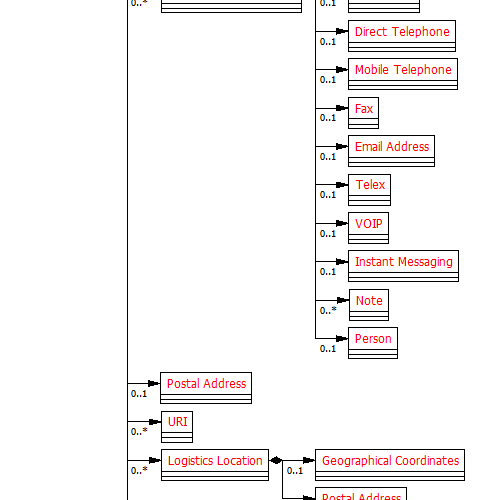 0..*
0..1
Direct Telephone
0..1
Mobile Telephone
0..1
Fax
0..1
Email Address
0..1
Telex
0..1
VOIP
0..1
Instant Messaging
0..1
Note
0..*
Person
0..1
Postal Address
0..1
URI
0..*
Logistics Location
0..*
Geographical Coordinates
0..1
Postal Address